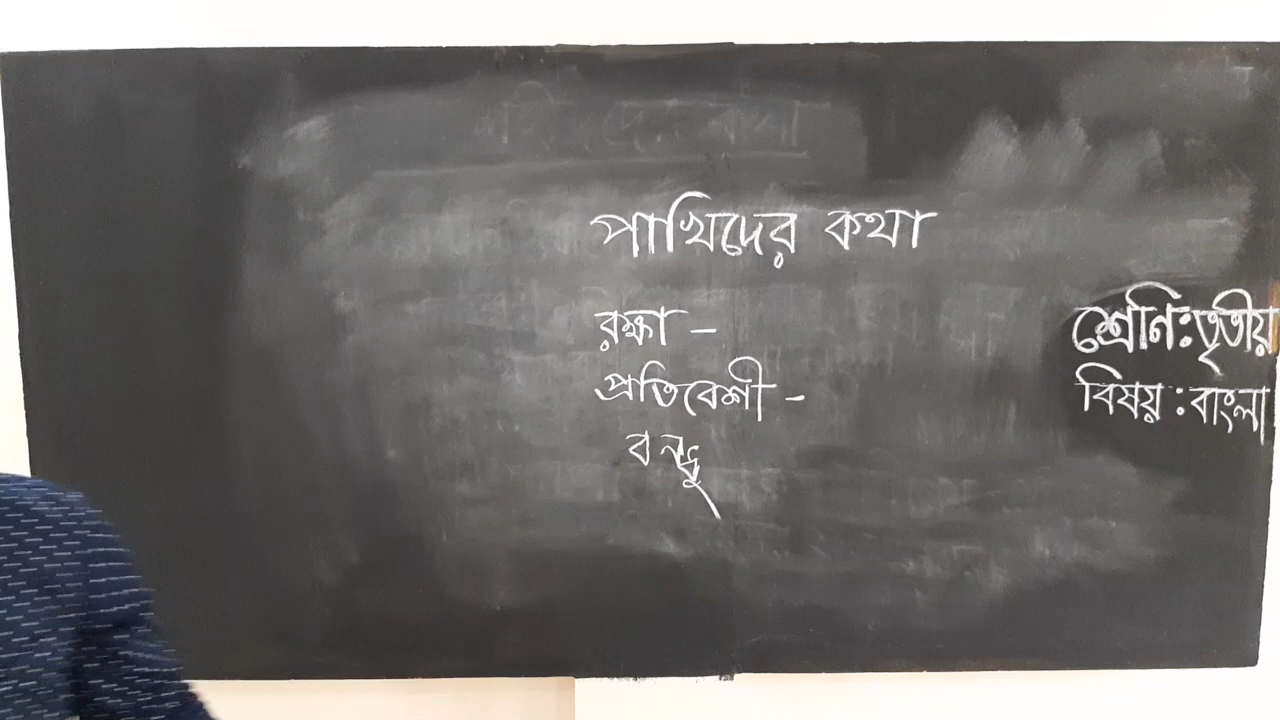 পাখিদের কথা
রক্ষা -
প্রতিবেশী -
বন্ধু
শ্রেণি: তৃতীয়
বিষয় : বাংলা